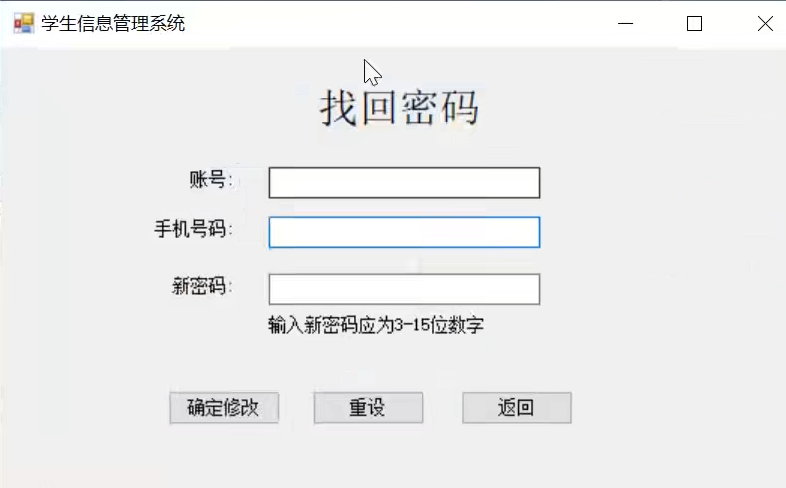 学生信息管理系统
找回密码
账号:
手机号码:
新密码:
输入新密码应为3-15位数字
确定修改 重设 返回